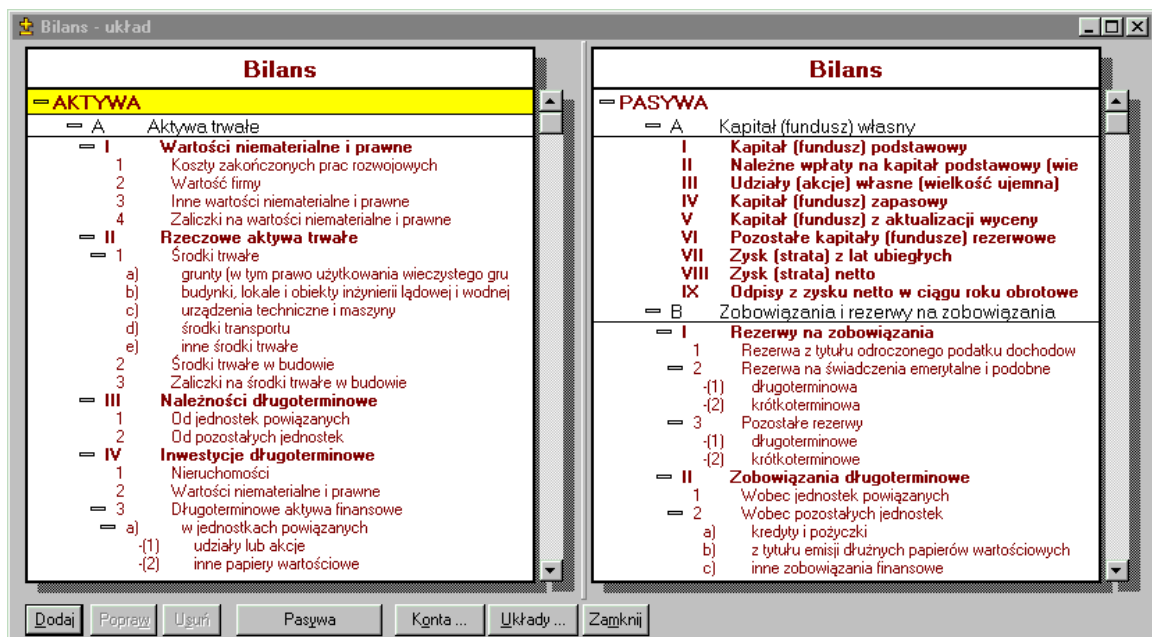 Bilans - układ
Bilans
AKTYWA
A Aktywa trwałe
I Wartości niematerialne i prawne
1 Koszty zakończonych prac rozwojowych
2 Wartość firmy
3 Inne wartości niematerialne i prawne
4 Zaliczki na wartości niematerialne i prawne
II Rzeczowe aktywa trwałe
1 Środki trwałe
a) grunty (w tym prawo użytkowania wieczystego gru
b) budynki, lokale i obiekty inżynierii lądowej i wodnej
c) urządzenia techniczne i maszyny
d) środki transportu
e) inne środki trwałe
2 Środki trwałe w budowie
3 Zaliczki na środki trwałe w budowie
III Należności długoterminowe
1 Od jednostek powiązanych
2 Od pozostałych jednostek
IV Inwestycje długoterminowe
1 Nieruchomości
2 Wartości niematerialne i prawne
3 Długoterminowe aktywa finansowe
a) w jednostkach powiązanych
-(1) udziały lub akcje
-(2) inne papiery wartościowe
Bilans
PASYWA
A Kapitał (fundusz) własny
I Kapitał (fundusz) podstawowy
II Należne wpłaty na kapitał podstawowy (wie
III Udziały (akcje) własne (wielkość ujemna)
IV Kapitał (fundusz) zapasowy
V Kapitał (fundusz) z aktualizacji wyceny
VI Pozostałe kapitały (fundusze) rezerwowe
VII Zysk (strata) z lat ubiegłych
VIII Zysk (strata) netto
IX Odpisy z zysku netto w ciągu roku obrotowe
B Zobowiązania i rezerwy na zobowiązania
I Rezerwy na zobowiązania
1 Rezerwa z tytułu odroczonego podatku dochodow
2 Rezerwa na świadczenia emerytalne i podobne
-(1) długoterminowa
-(2) krótkoterminowa
3 Pozostałe rezerwy
-(1) długoterminowe
-(2) krótkoterminowe
II Zobowiązania długoterminowe
1 Wobec jednostek powiązanych
2 Wobec pozostałych jednostek
a) kredyty i pożyczki
b) z tytułu emisji dłużnych papierów wartościowych
c) inne zobowiązania finansowe
Dodaj Popraw Usuń Pasywa Konta ... Układy ... Zamknij